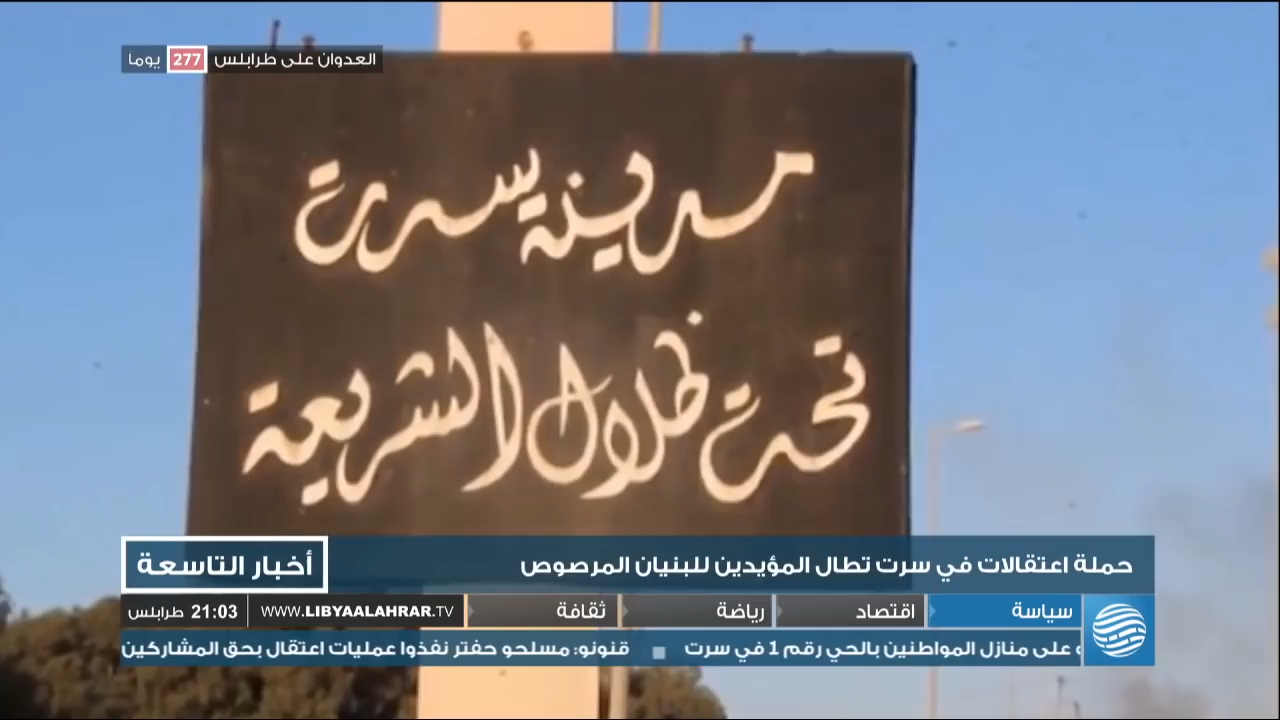 العدوان على طرابلس 277 يوما
مدينة سرت
تحت ظلال الشريعة
حملة اعتقالات في سرت تطال المؤيدين للبنيان المرصوص
أخبار التاسعة
سياسة اقتصاد رياضة ثقافة WWW.LIBYAALAHRAR.TV 21:03 طرابلس
على منازل المواطنين بالحي رقم 1 في سرت ■ قنونو: مسلحو حفتر نفذوا عمليات اعتقال بحق المشاركين